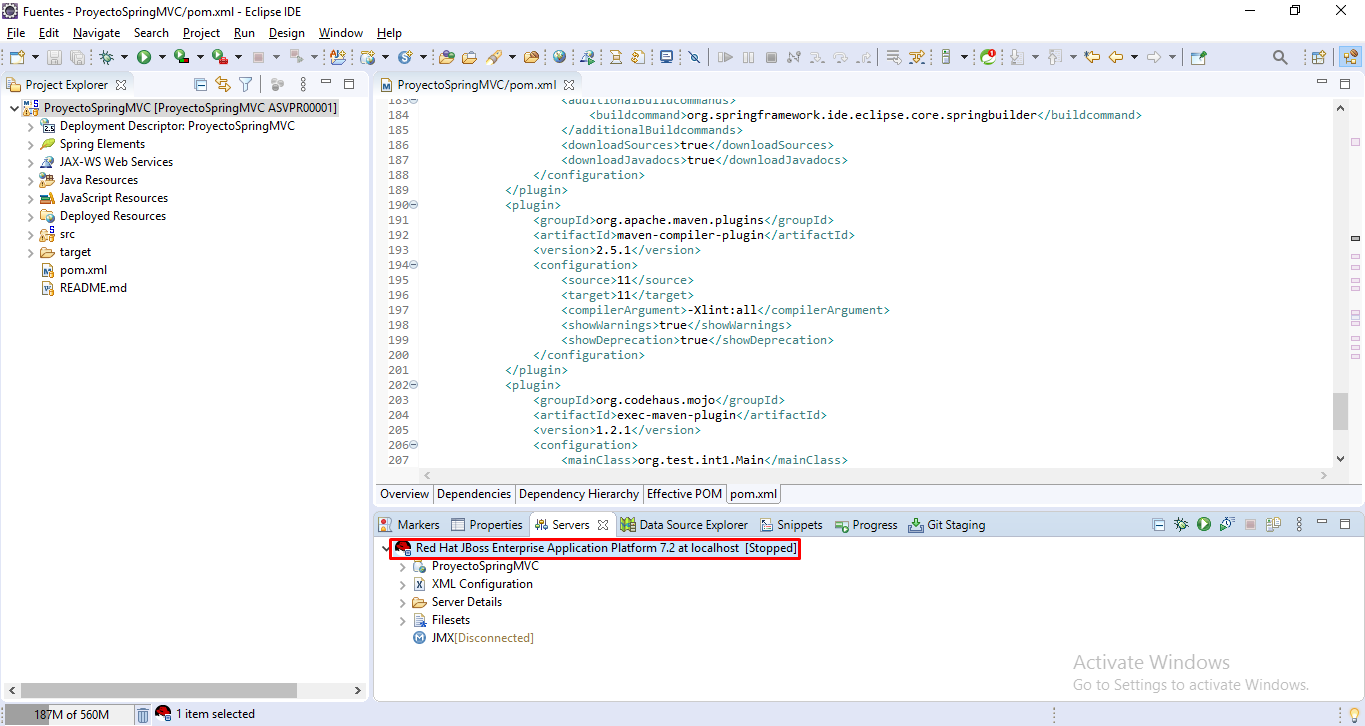 Fuentes - ProyectoSpringMVC/pom.xml - Eclipse IDE
File Edit Navigate Search Project Run Design Window Help
Project Explorer
ProyectoSpringMVC [ProyectoSpringMVC ASVPR00001]
Deployment Descriptor: ProyectoSpringMVC
Spring Elements
JAX-WS Web Services
Java Resources
JavaScript Resources
Deployed Resources
src
target
pom.xml
README.md
ProyectoSpringMVC/pom.xml
183 <additionalBuildcommands>
184 <buildcommand>org.springframework.ide.eclipse.core.springbuilder</buildcommand>
185 </additionalBuildcommands>
186 <downloadSources>true</downloadSources>
187 <downloadJavadocs>true</downloadJavadocs>
188 </configuration>
189 </plugin>
190 <plugin>
191 <groupId>org.apache.maven.plugins</groupId>
192 <artifactId>maven-compiler-plugin</artifactId>
193 <version>2.5.1</version>
194 <configuration>
195 <source>11</source>
196 <target>11</target>
197 <compilerArgument>-Xlint:all</compilerArgument>
198 <showWarnings>true</showWarnings>
199 <showDeprecation>true</showDeprecation>
200 </configuration>
201 </plugin>
202 <plugin>
203 <groupId>org.codehaus.mojo</groupId>
204 <artifactId>exec-maven-plugin</artifactId>
205 <version>1.2.1</version>
206 <configuration>
207 <mainClass>org.test.int1.Main</mainClass>
Overview Dependencies Dependency Hierarchy Effective POM pom.xml
Markers Properties Servers Data Source Explorer Snippets Progress Git Staging
Red Hat JBoss Enterprise Application Platform 7.2 at localhost [Stopped]
ProyectoSpringMVC
XML Configuration
Server Details
Filesets
JMX[Disconnected]
Activate Windows
Go to Settings to activate Windows.
187M of 560M 1 item selected